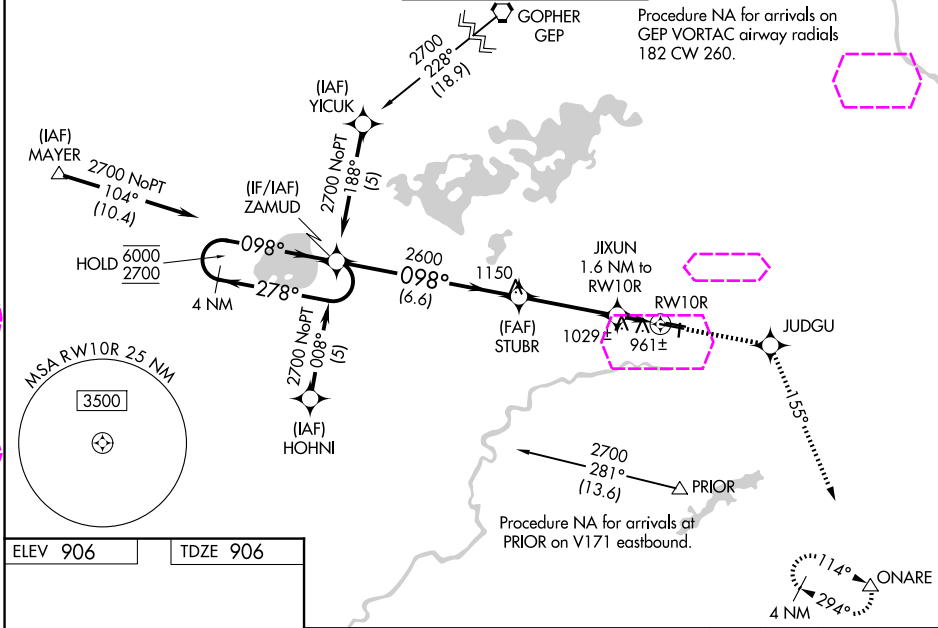 GOPHER
GEP
Procedure NA for arrivals on
GEP VORTAC airway radials
182 CW 260.
2700
228°
(18.9)
(IAF)
YICUK
(IAF)
MAYER
2700 NoPT
104°
(10.4)
2700 NoPT
188°
(5)
(IF/IAF)
ZAMUD
HOLD 6000
2700
098°
278°
4 NM
2600
098°
(6.6)
1150
(FAF)
STUBR
JIXUN
1.6 NM to
RW10R
RW10R
1029±
961±
JUDGU
155°
2700 NoPT
008°
(5)
(IAF)
HOHNI
MSA RW10R 25 NM
3500
2700
281°
(13.6)
PRIOR
Procedure NA for arrivals at
PRIOR on V171 eastbound.
ELEV 906
TDZE 906
114°
294°
4 NM
ONARE